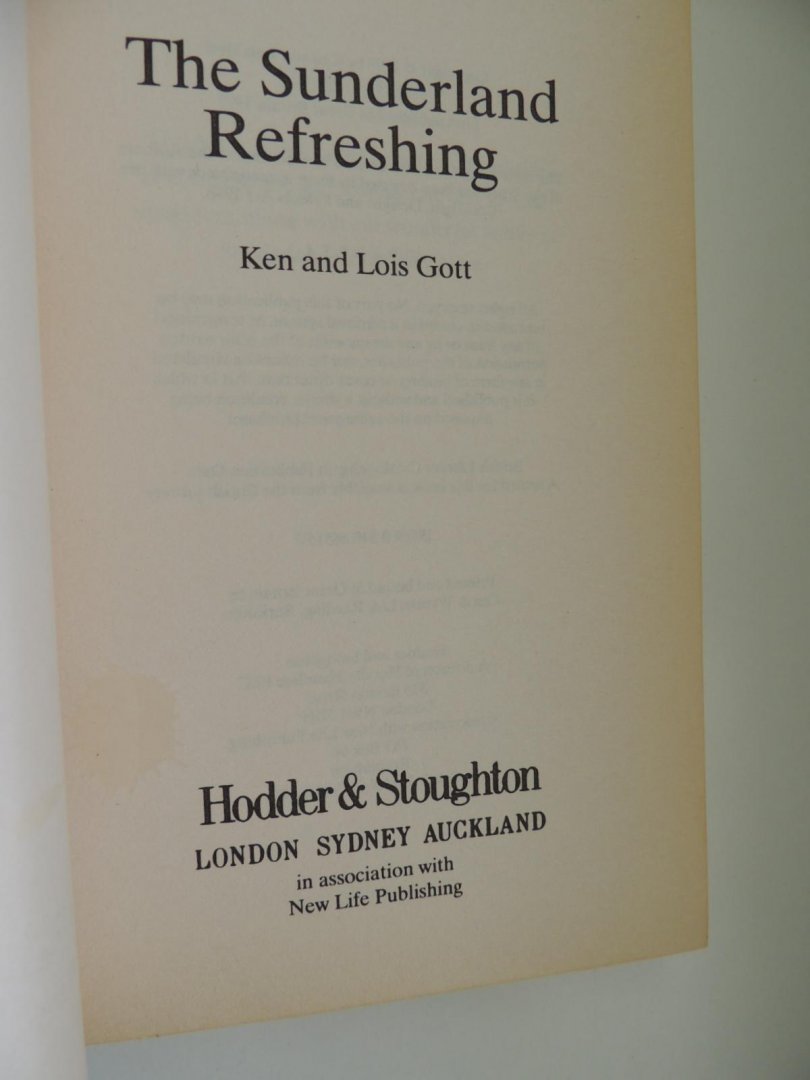 The Sunderland
Refreshing
Ken and Lois Gott
Hodder & Stoughton
LONDON SYDNEY AUCKLAND
in association with
New Life Publishing